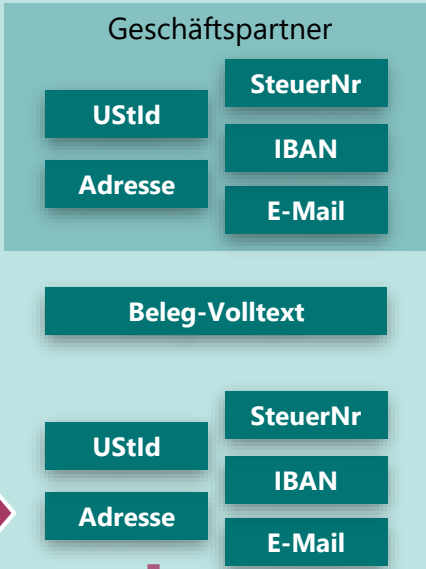 Geschäftspartner
SteuerNr
UStId
IBAN
Adresse
E-Mail
Beleg-Volltext
SteuerNr
UStId
IBAN
Adresse
E-Mail